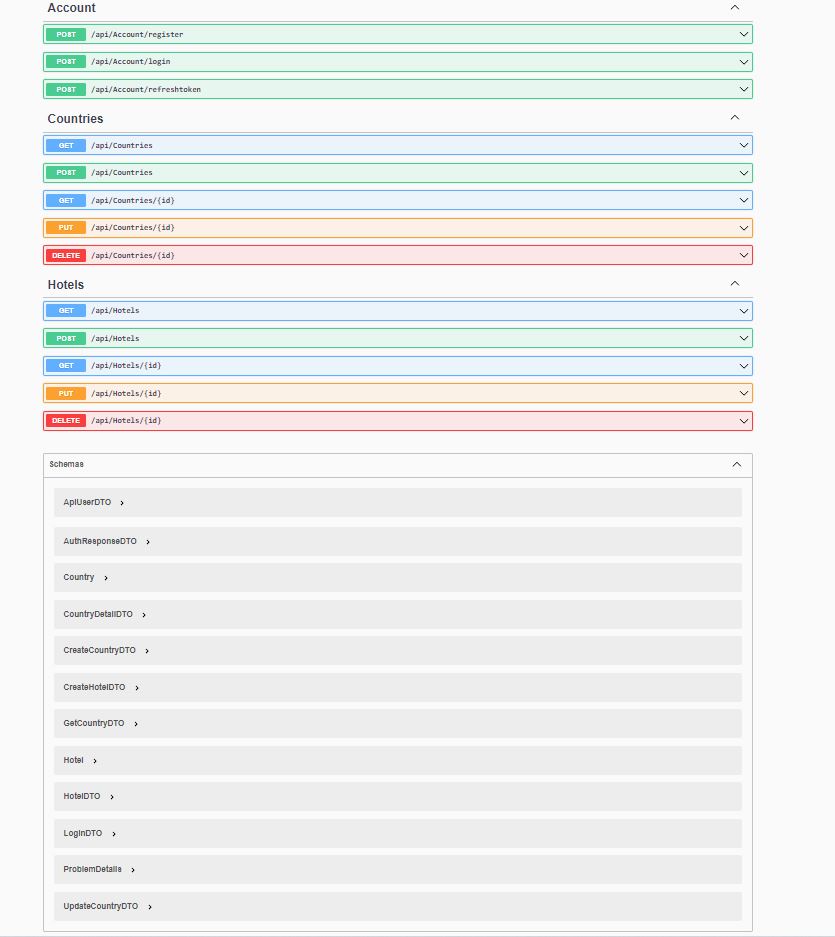 Account
POST /api/Account/register
POST /api/Account/login
POST /api/Account/refreshtoken
Countries
GET /api/Countries
POST /api/Countries
GET /api/Countries/{id}
PUT /api/Countries/{id}
DELETE /api/Countries/{id}
Hotels
GET /api/Hotels
POST /api/Hotels
GET /api/Hotels/{id}
PUT /api/Hotels/{id}
DELETE /api/Hotels/{id}
Schemas
ApiUserDTO
AuthResponseDTO
Country
CountryDetailDTO
CreateCountryDTO
CreateHotelDTO
GetCountryDTO
Hotel
HotelDTO
LoginDTO
ProblemDetails
UpdateCountryDTO